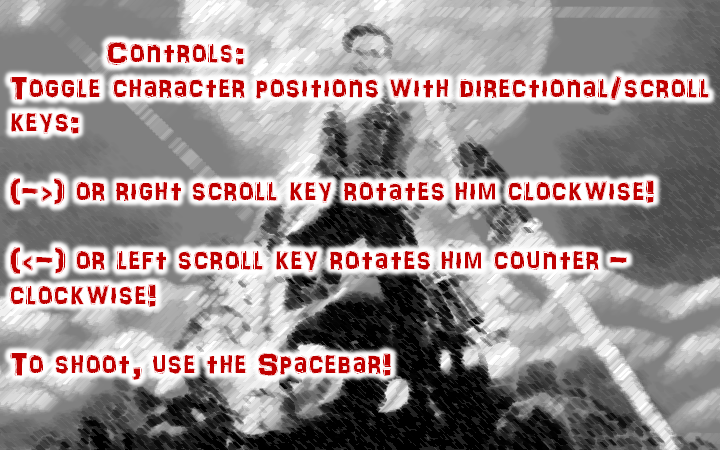 Controls:
Toggle character positions with directional/scroll
keys:
(->) or right scroll key rotates him clockwise!
(<-) or left scroll key rotates him counter -
clockwise!
To shoot, use the Spacebar!